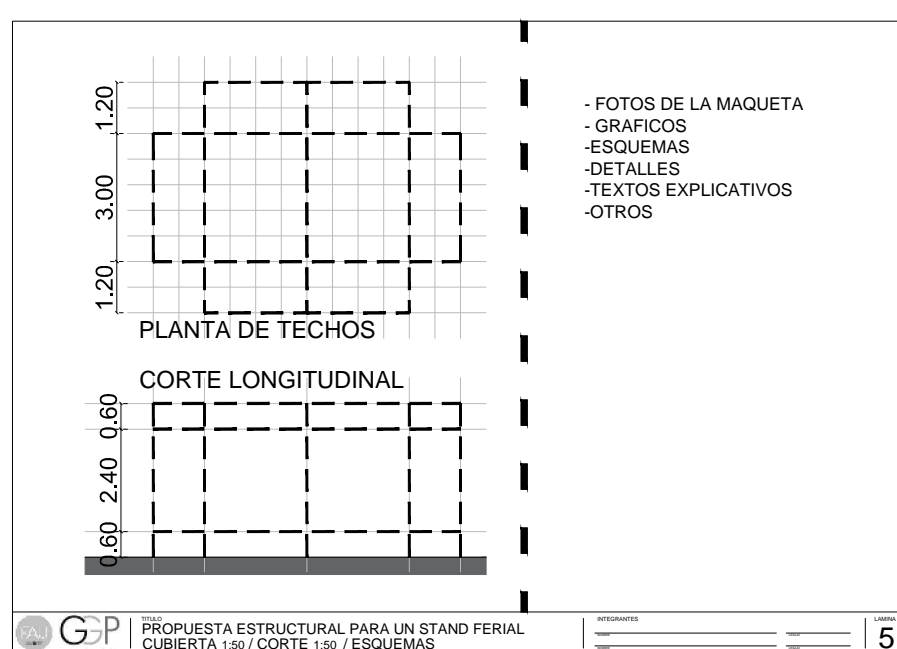 1.20
3.00
1.20
PLANTA DE TECHOS
CORTE LONGITUDINAL
0.60
2.40
0.60
- FOTOS DE LA MAQUETA
- GRAFICOS
-ESQUEMAS
-DETALLES
-TEXTOS EXPLICATIVOS
-OTROS
FAU
GGP
TITULO
PROPUESTA ESTRUCTURAL PARA UN STAND FERIAL
CUBIERTA 1:50 / CORTE 1:50 / ESQUEMAS
INTEGRANTES
LAMINA
5